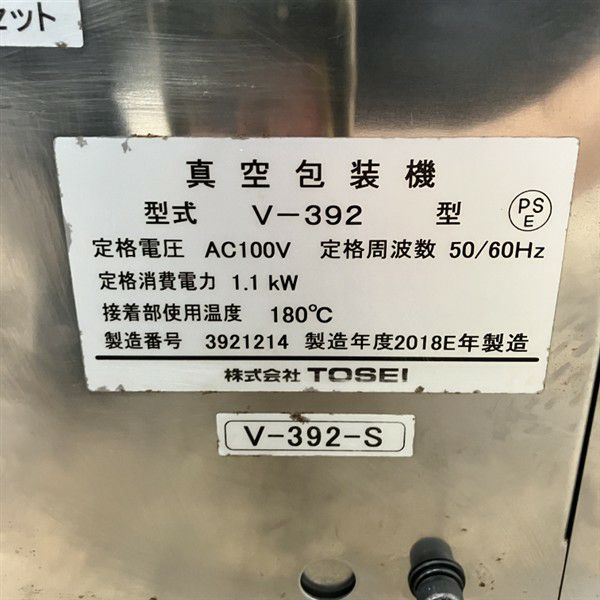 セット
真空包装機
型式 V-392 型 PSE
定格電圧 AC100V 定格周波数 50/60Hz
定格消費電力 1.1 kW
接着部使用温度 180℃
製造番号 3921214 製造年度2018E年製造
株式会社 TOSEI
V-392-S